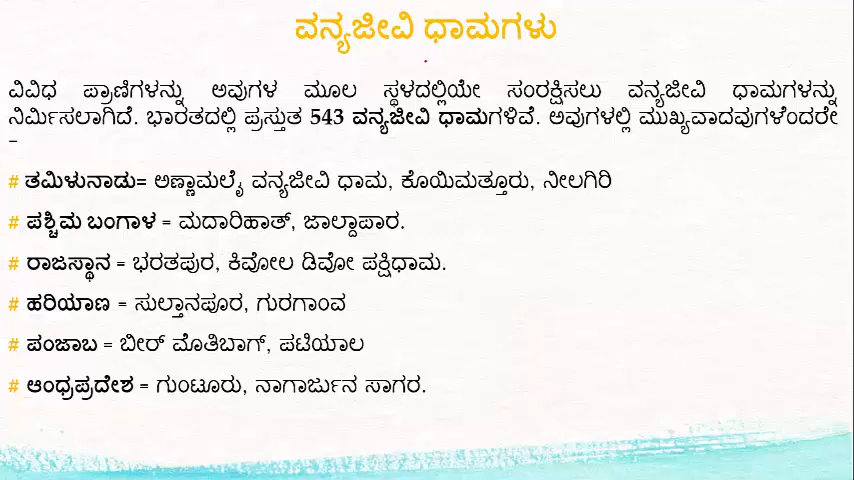 ವನ್ಯಜೀವಿ ಧಾಮಗಳು
ವಿವಿಧ ಪ್ರಾಣಿಗಳನ್ನು ಅವುಗಳ ಮೂಲ ಸ್ಥಳದಲ್ಲಿಯೇ ಸಂರಕ್ಷಿಸಲು ವನ್ಯಜೀವಿ ಧಾಮಗಳನ್ನು
ನಿರ್ಮಿಸಲಾಗಿದೆ. ಭಾರತದಲ್ಲಿ ಪ್ರಸ್ತುತ 543 ವನ್ಯಜೀವಿ ಧಾಮಗಳಿವೆ. ಅವುಗಳಲ್ಲಿ ಮುಖ್ಯವಾದವುಗಳೆಂದರೇ
–
# ತಮಿಳುನಾಡು= ಅಣ್ಣಾಮಲೈ ವನ್ಯಜೀವಿ ಧಾಮ, ಕೊಯಿಮತ್ತೂರು, ನೀಲಗಿರಿ
# ಪಶ್ಚಿಮ ಬಂಗಾಳ = ಮದಾರಿಹಾತ್, ಜಾಲ್ದಾಪಾರ.
# ರಾಜಸ್ಥಾನ = ಭರತಪುರ, ಕಿವೋಲ ಡಿವೋ ಪಕ್ಷಿಧಾಮ.
# ಹರಿಯಾಣ = ಸುಲ್ತಾನಪೂರ, ಗುರಗಾಂವ
# ಪಂಜಾಬ = ಬೀರ್ ಮೊತಿಬಾಗ್, ಪಟಿಯಾಲ
# ಆಂಧ್ರಪ್ರದೇಶ = ಗುಂಟೂರು, ನಾಗಾರ್ಜುನ ಸಾಗರ.